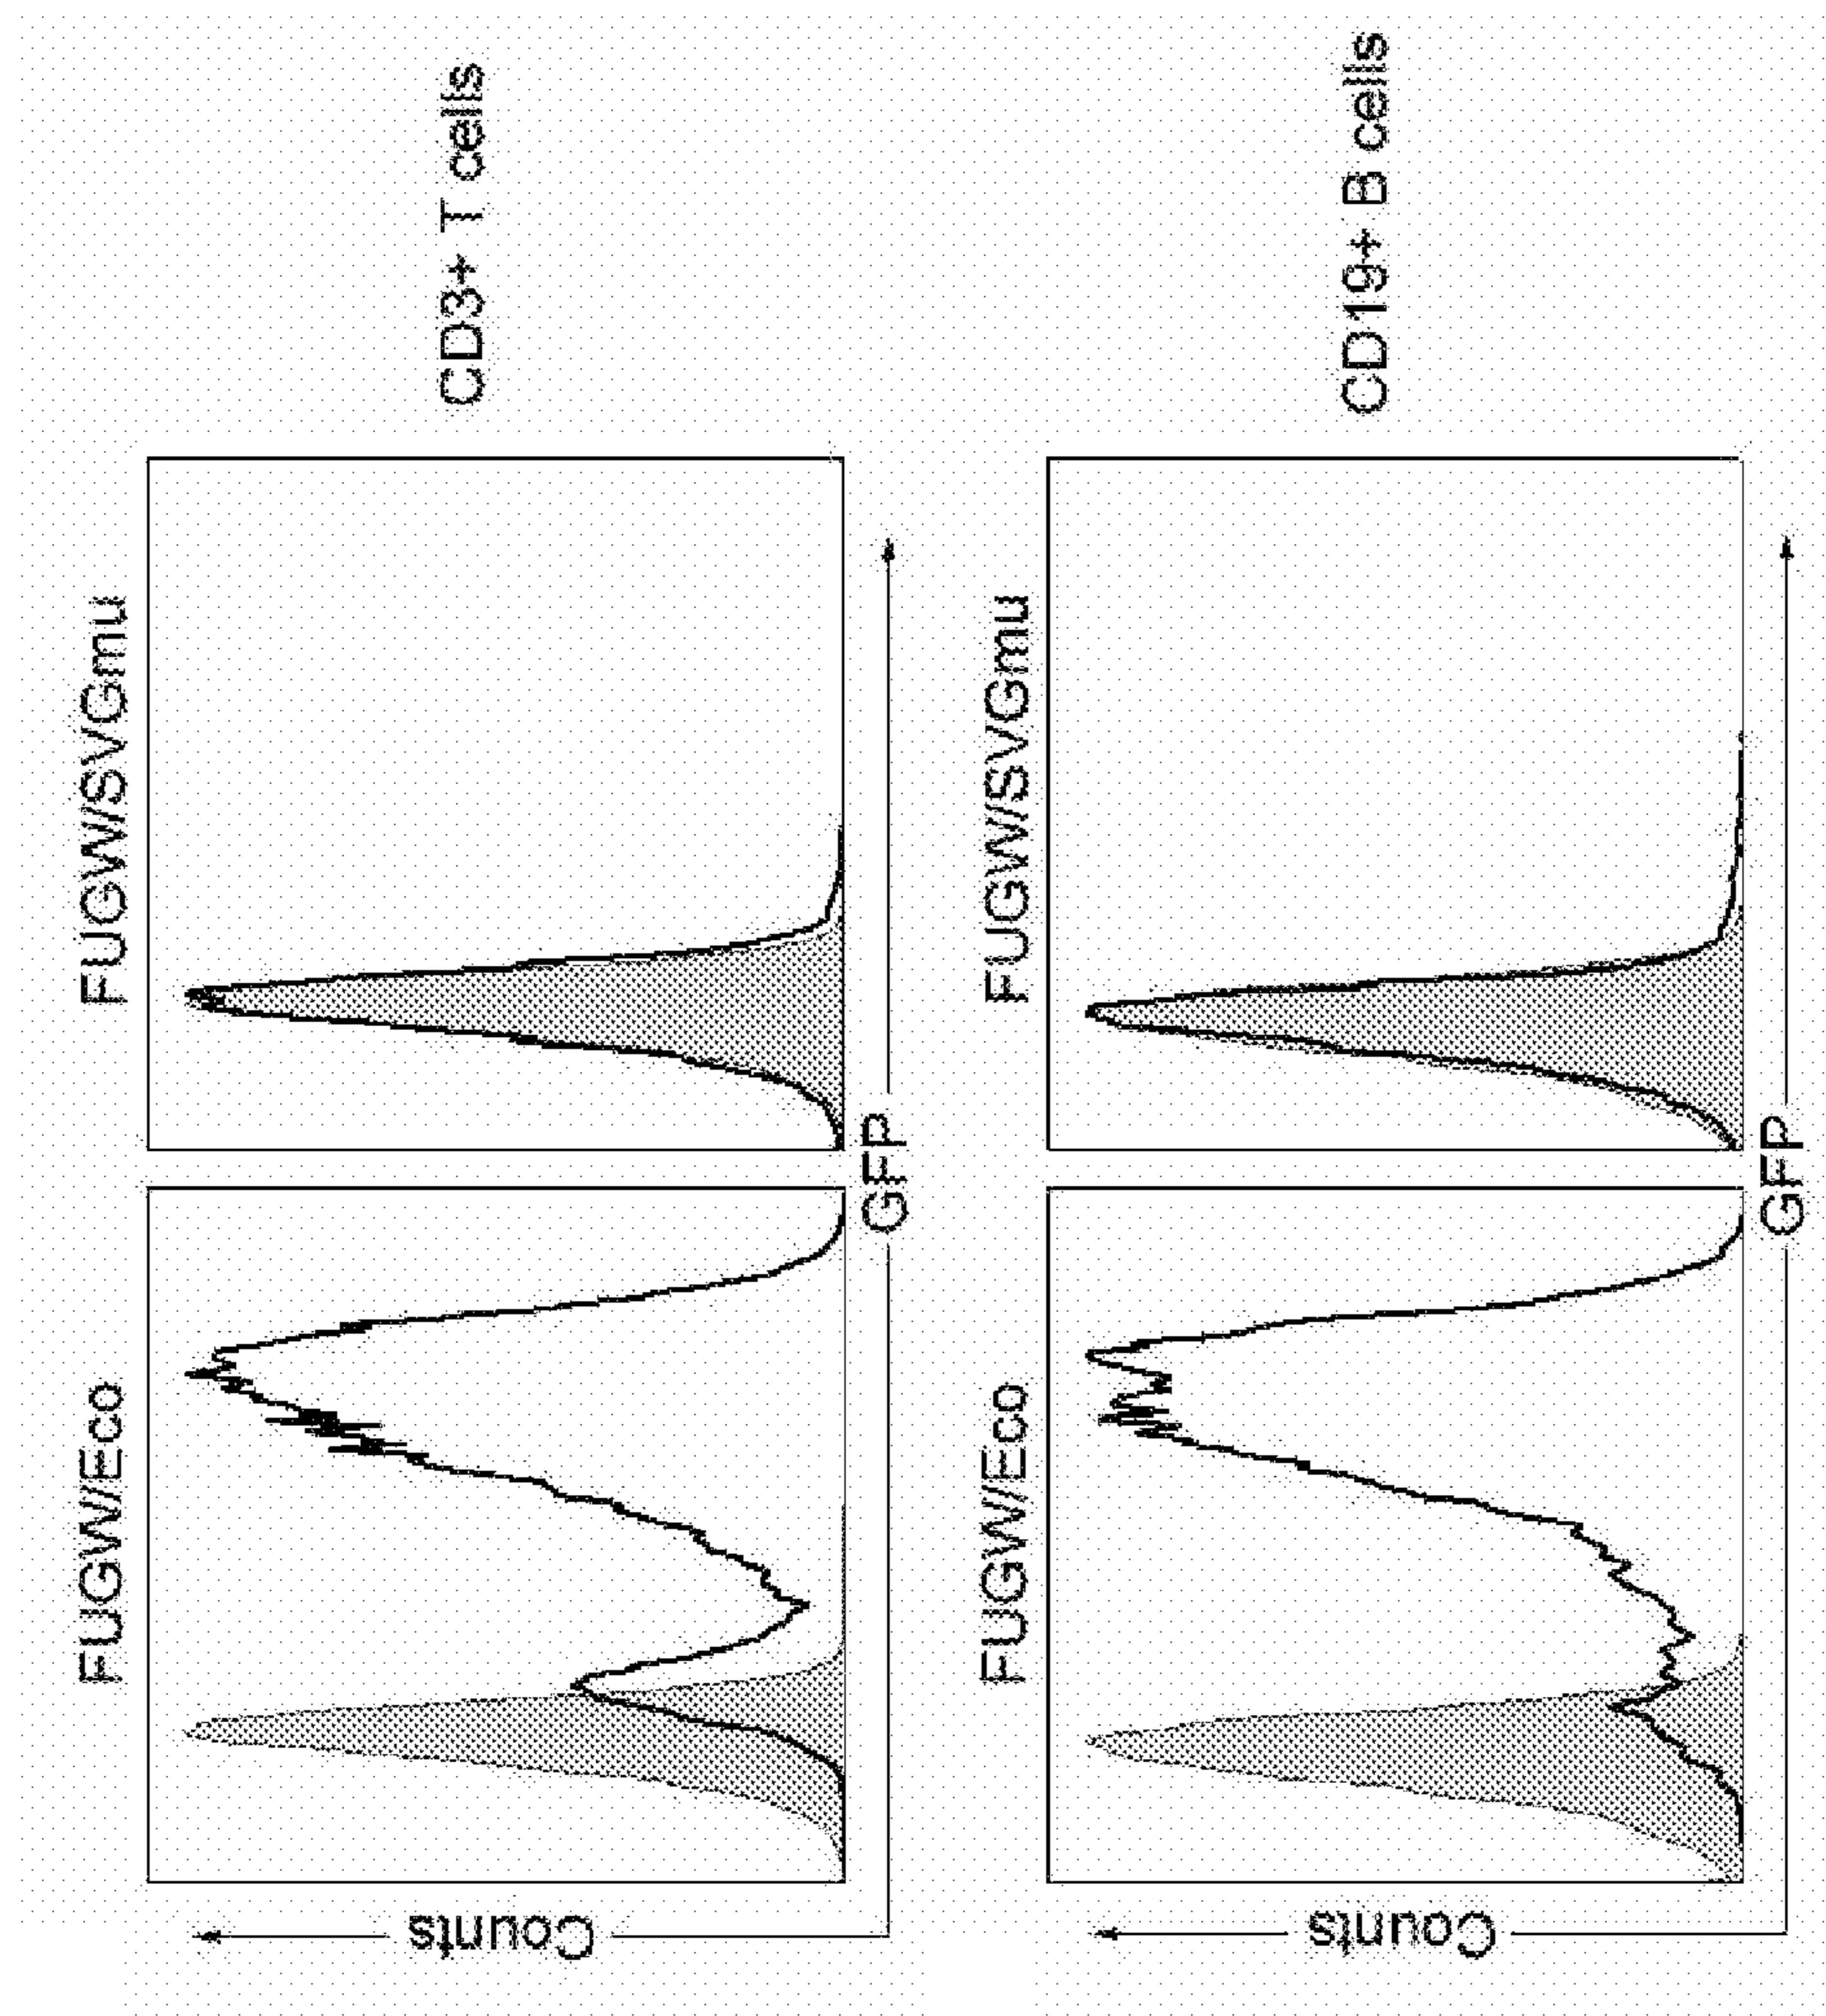 FUGW/Eco
FUGW/SVGmu
Counts
GFP
CD3+ T cells
FUGW/Eco
FUGW/SVGmu
Counts
GFP
CD19+ B cells